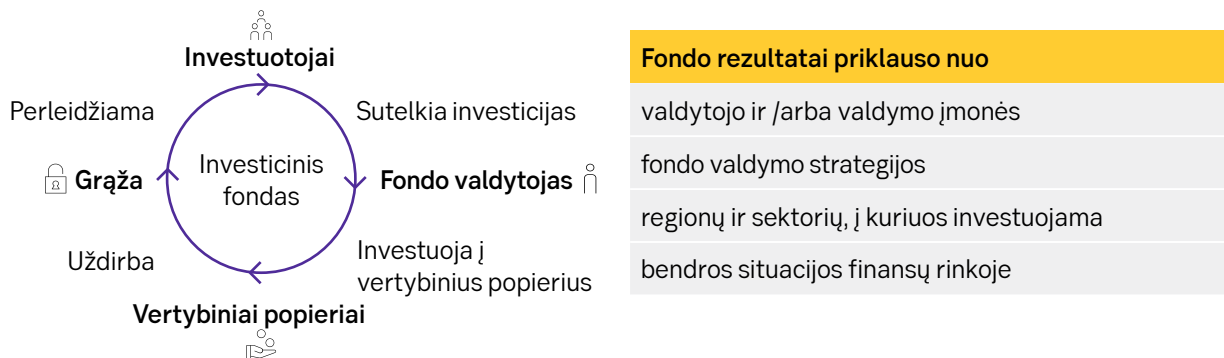 Investuotojai
Perleidžiama
Sutelkia investicijas
Investicinis
fondas
Grąža
Fondo valdytojas
Uždirba
Investuoja į
vertybinius popierius
Vertybiniai popieriai
Fondo rezultatai priklauso nuo
valdytojo ir /arba valdymo įmonės
fondo valdymo strategijos
regionų ir sektorių, į kuriuos investuojama
bendros situacijos finansų rinkoje